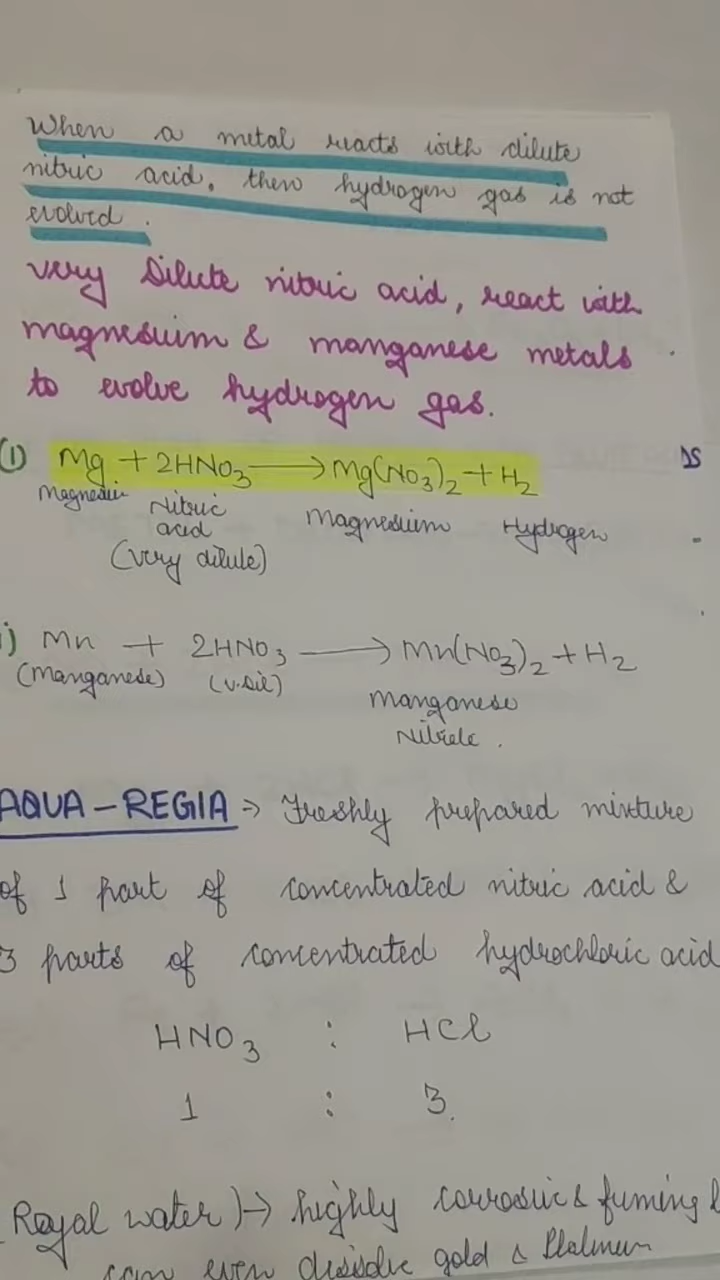 When a metal reacts with dilute
nitric acid, then hydrogen gas is not
evolved.
very Dilute nitric acid, react with
magnesium & manganese metals
to evolve hydrogen gas.
(1) Mg + 2HNO3 → Mg(NO3)2 + H2
Magnesium Nitric acid (very dilute) Magnesium Hydrogen
i) Mn + 2HNO3 → Mn(NO3)2 + H2
(Manganese) (v.dil) Manganese
AQUA-REGIA → Freshly prepared mixture
of 1 part of concentrated nitric acid &
3 parts of concentrated hydrochloric acid
HNO3 : HCl
1 : 3.
Royal water) → highly corrosive & fuming
can even dissolve gold & Platinum